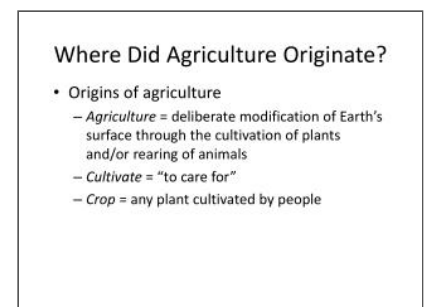 Where Did Agriculture Originate?
• Origins of agriculture
– Agriculture = deliberate modification of Earth's
surface through the cultivation of plants
and/or rearing of animals
– Cultivate = “to care for”
– Crop = any plant cultivated by people